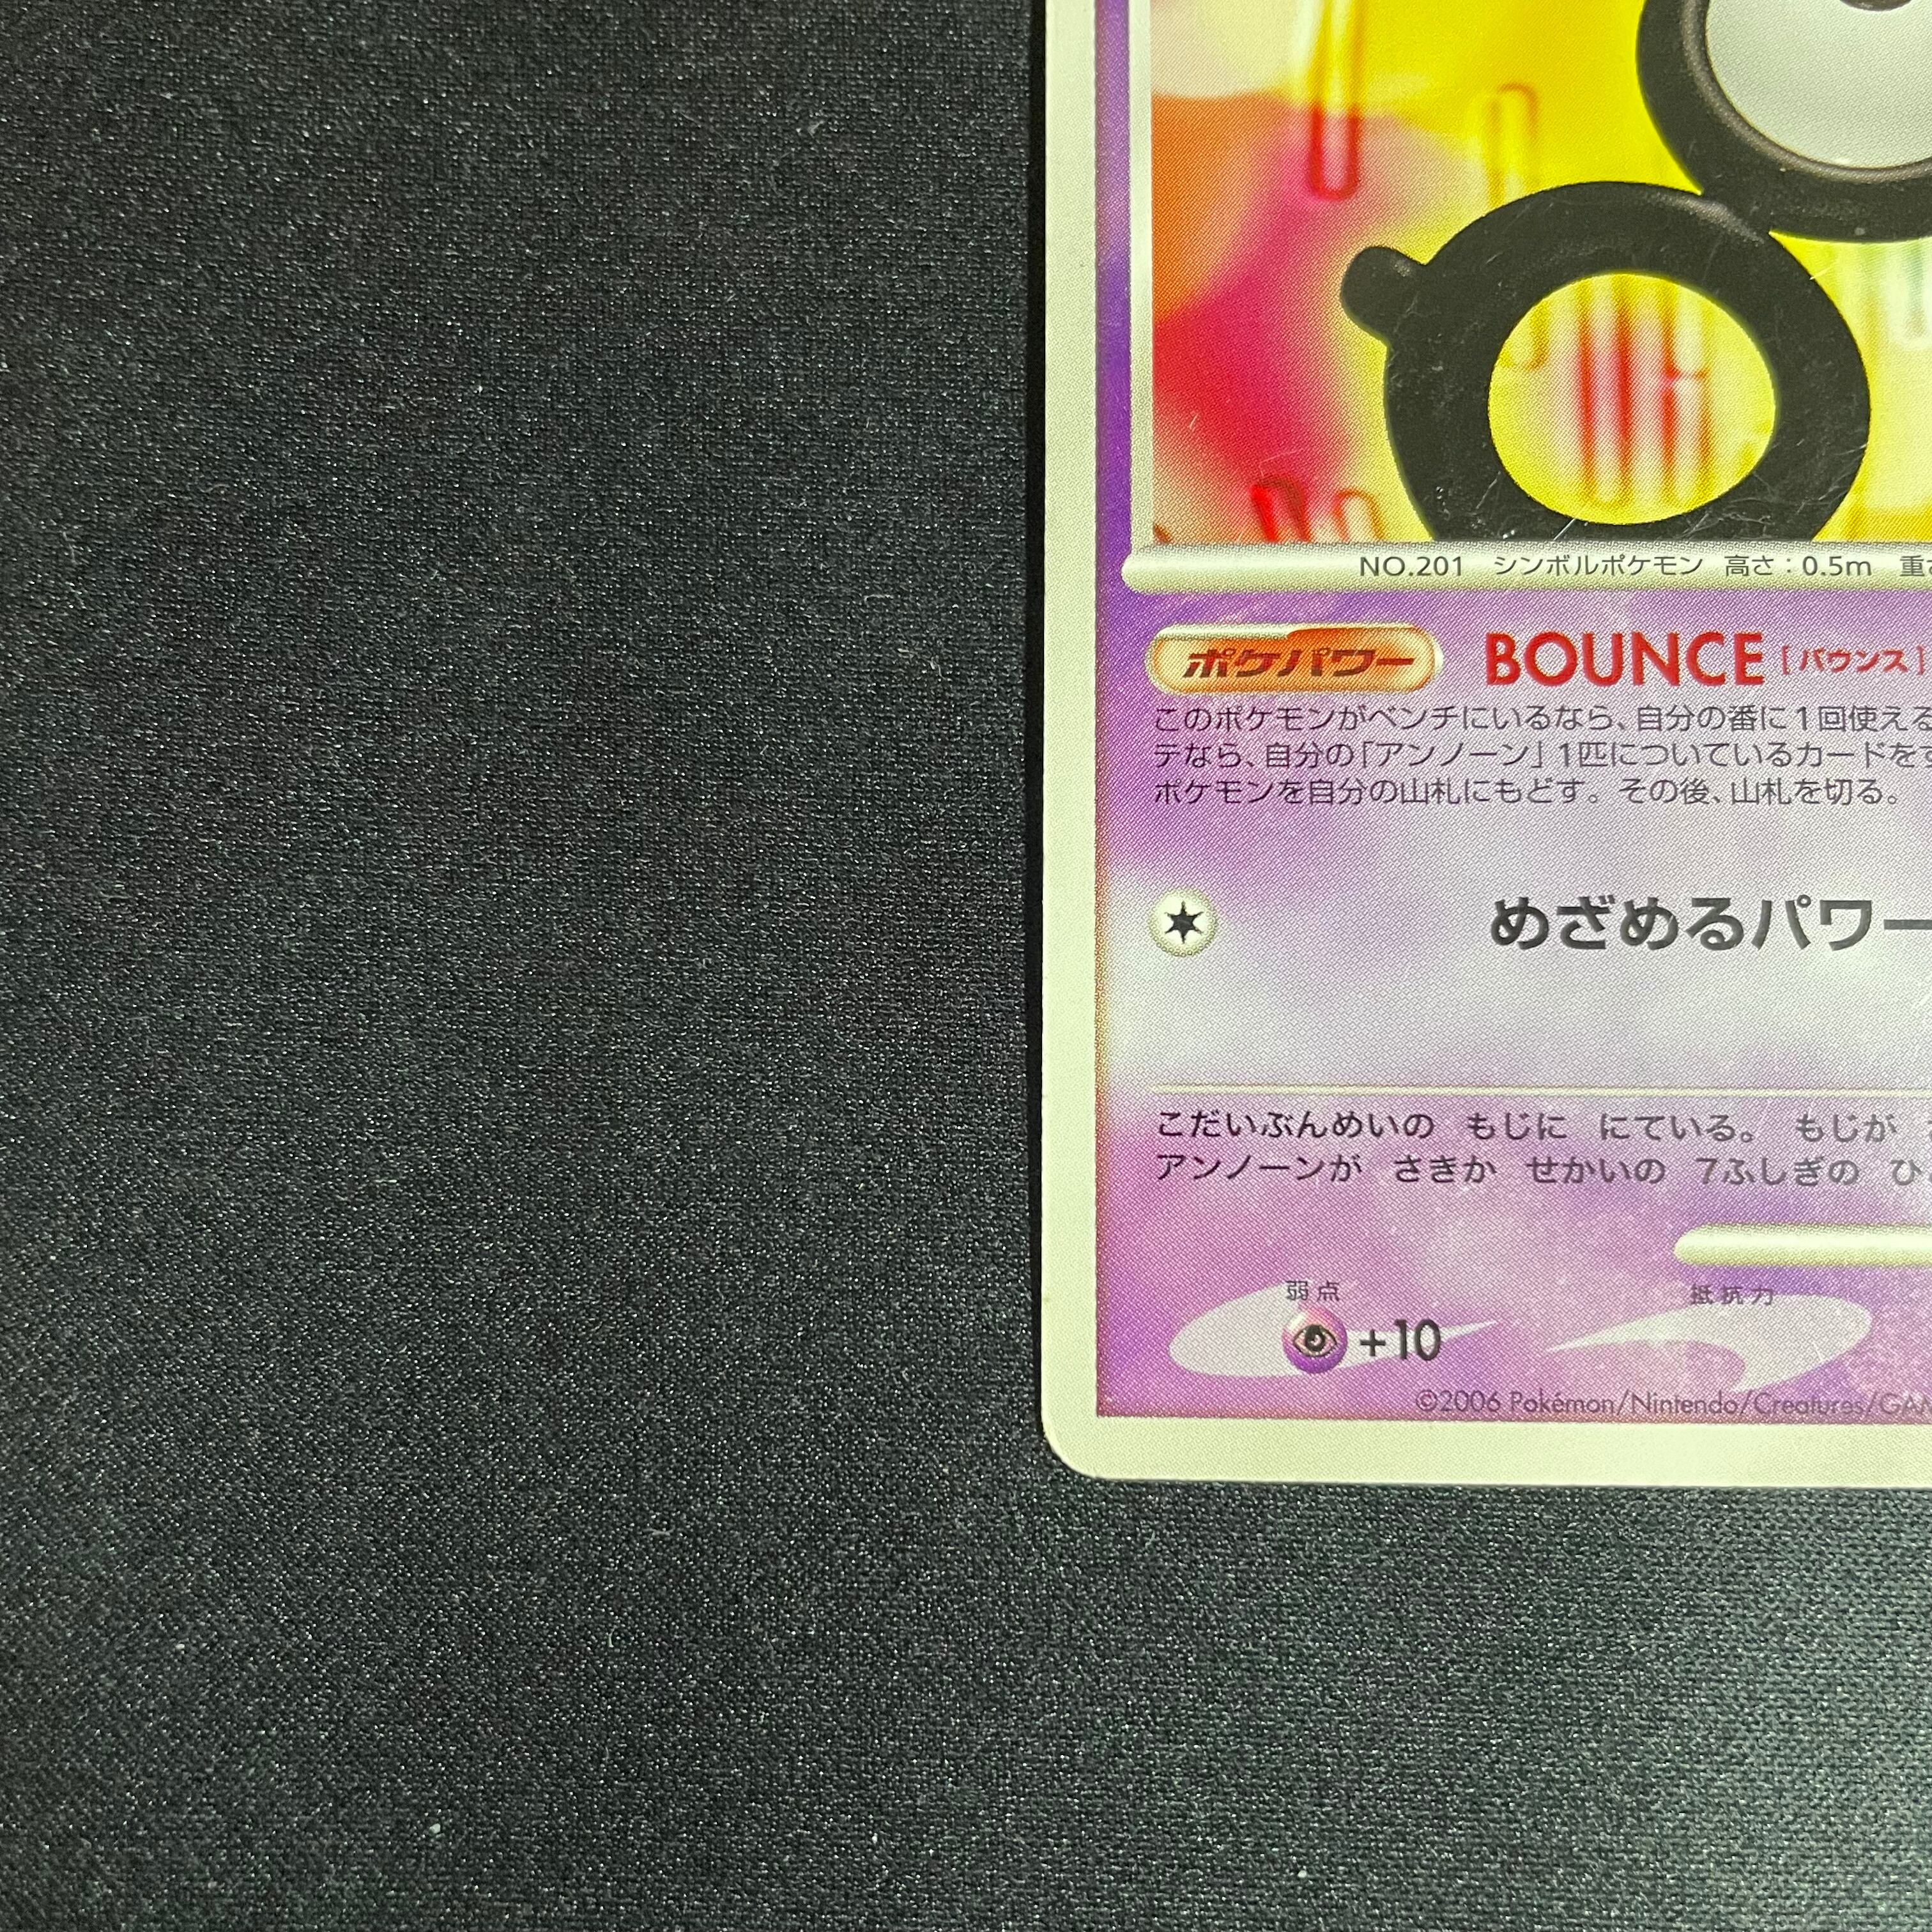 NO.201 シンボルポケモン 高さ:0.5m
ポケパワー BOUNCE [バウンス]
このポケモンがベンチにいるなら、自分の番に1回使える
テなら、自分の「アンノーン」1匹についているカードを
ポケモンを自分の山札にもどす。その後、山札を切る。
めざめるパワー
こだいぶんめいの もじに にている。 もじが
アンノーンが さきか せかいの 7ふしぎの ひ
弱点 抵抗力
+10
©2006 Pokémon/Nintendo/Creatures/GAM